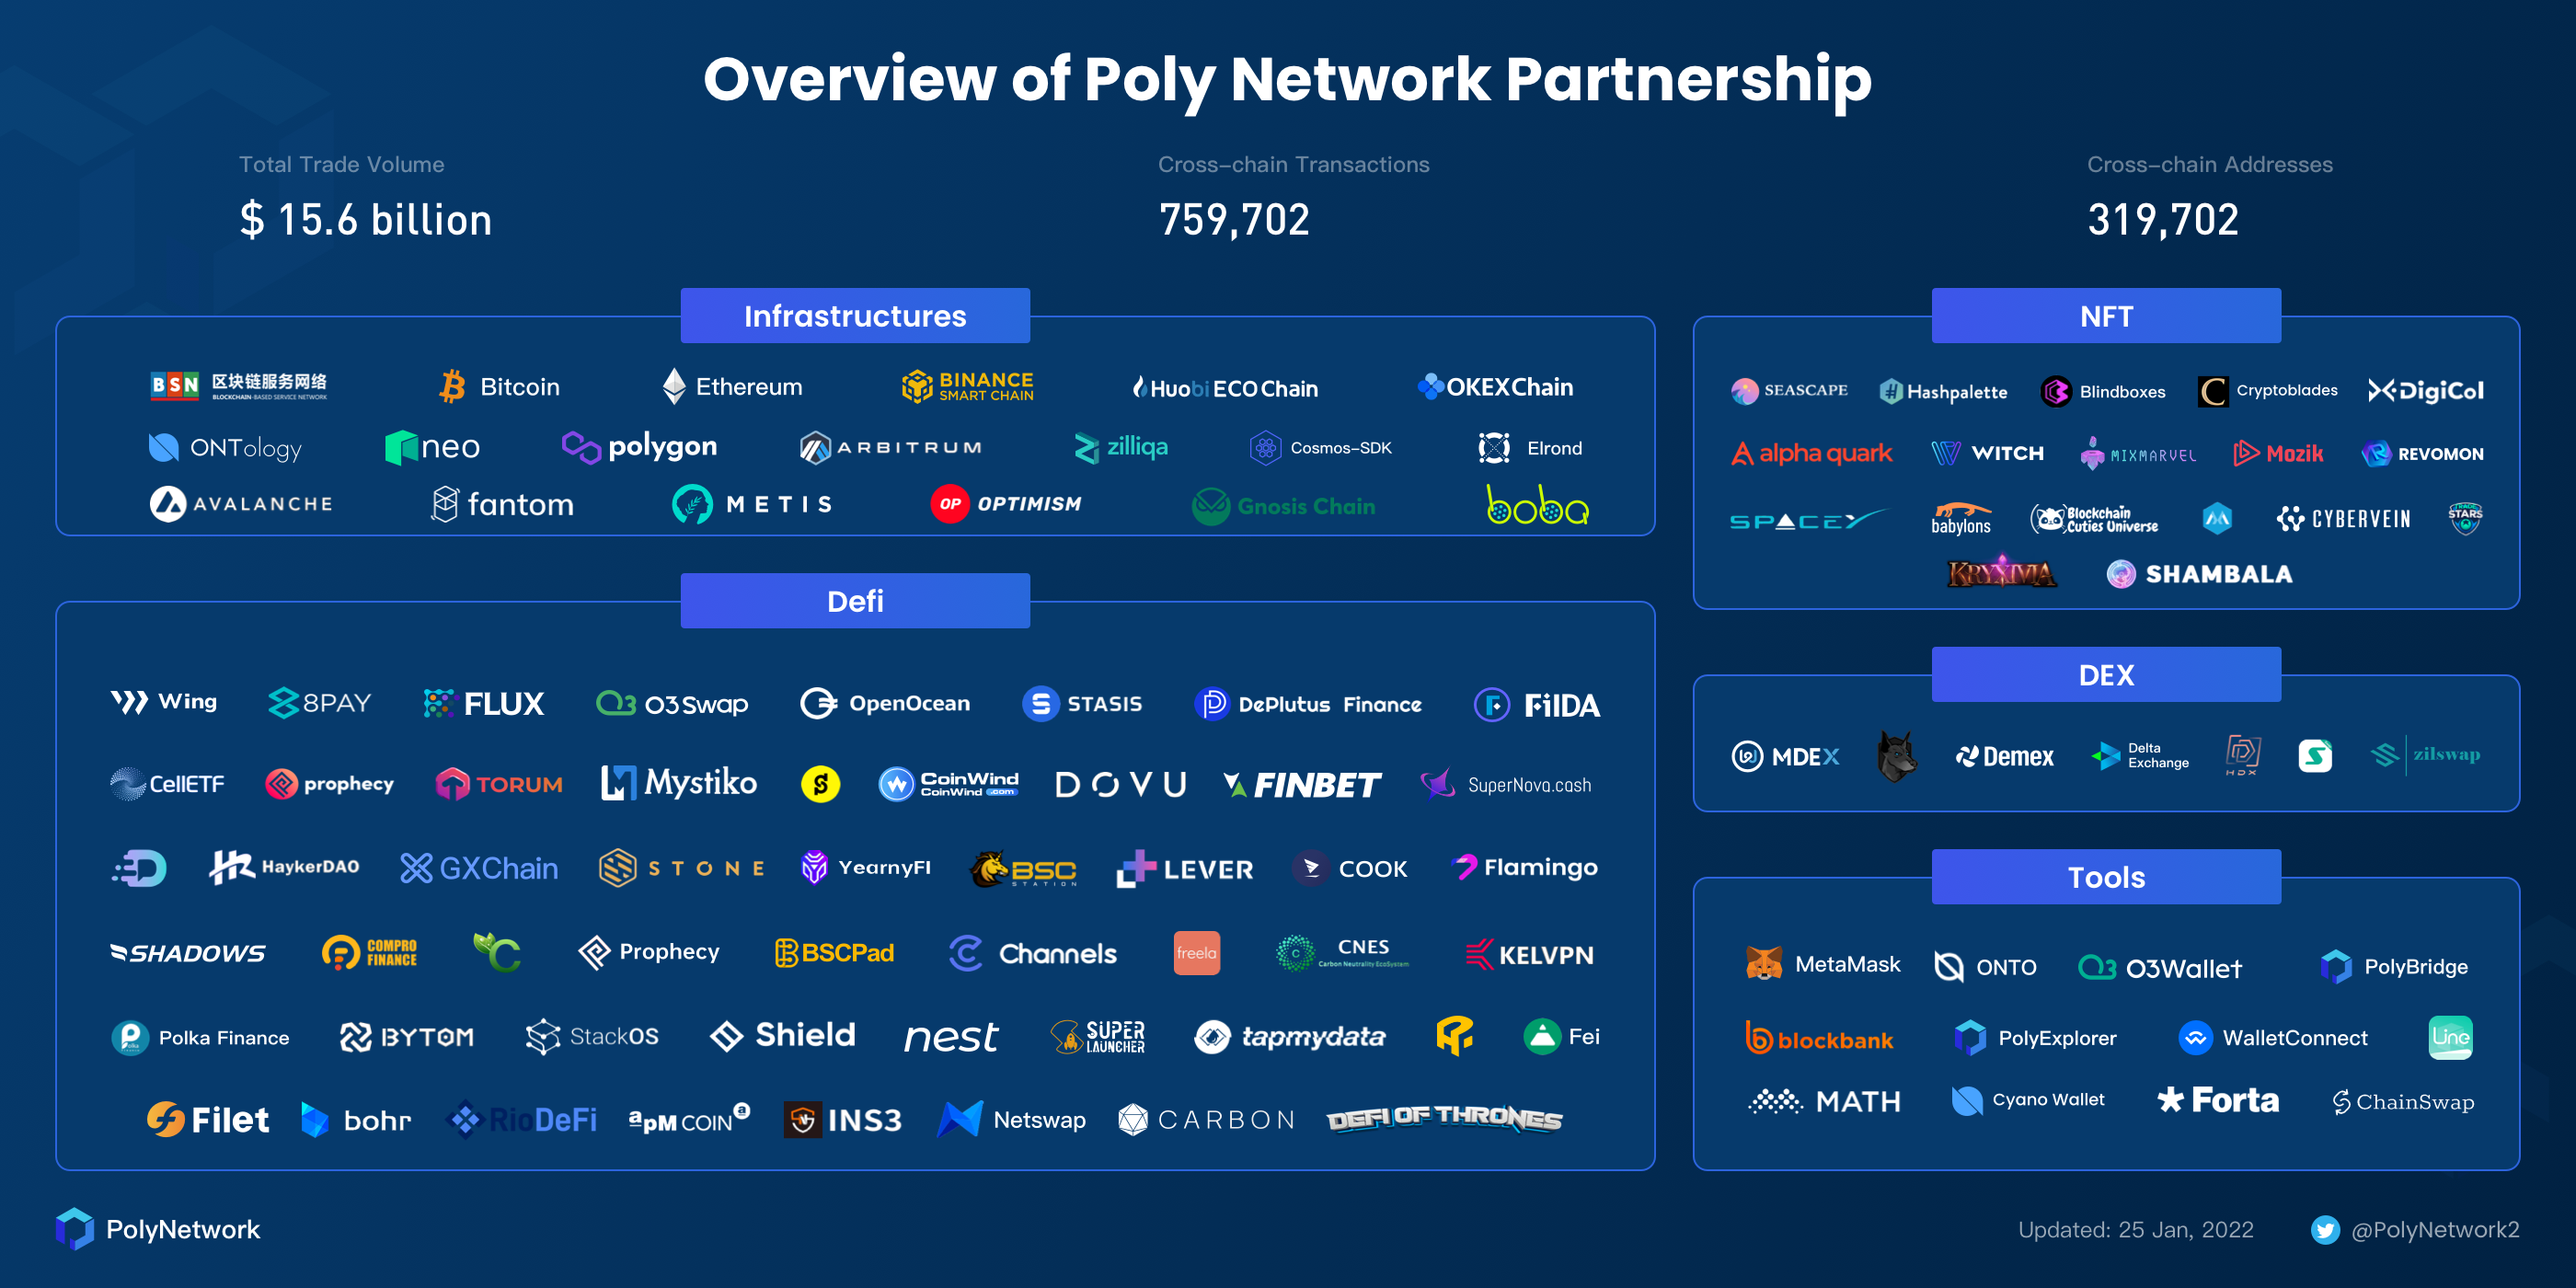 Overview of Poly Network Partnership
Total Trade Volume
$ 15.6 billion
Cross-chain Transactions
759,702
Cross-chain Addresses
319,702
Infrastructures
BSN 区块链服务网络 BLOCKCHAIN-BASED SERVICE NETWORK
Bitcoin
Ethereum
BINANCE
SMART CHAIN
Huobi ECO Chain
OKEXChain
ONTology
neo
polygon
ARBITRUM
zilliqa
Cosmos-SDK
Elrond
AVALANCHE
fantom
METIS
OP OPTIMISM
Gnosis Chain
boba
NFT
SEASCAPE
Hashpalette
Blindboxes
Cryptoblades
DigiCol
alpha quark
WITCH
MIXMARVEL
Mozik
REVOMON
SPACEY
babylons
Blockchain
Cuties Universe
CYBERVEIN
STARS
KRYXIVIA
SHAMBALA
Defi
Wing
8PAY
FLUX
O3 Swap
OpenOcean
STASIS
DePlutus Finance
FilDA
CellETF
prophecy
TORUM
Mystiko
CoinWind
CoinWind .com
DOVU
FINBET
SuperNova.cash
HaykerDAO
GXChain
STONE
YearnyFI
BSC
STATION
LEVER
COOK
Flamingo
SHADOWS
COMPRO
FINANCE
Prophecy
BSCPad
Channels
freela
CNES
Carbon Neutrality EcoSystem
KELVPN
Polka Finance
BYTOM
StackOS
Shield
nest
SUPER
LAUNCHER
tapmydata
Fei
Filet
bohr
RioDeFi
apM COIN
INS3
Netswap
CARBON
DEFI OF THRONES
DEX
MDEX
Demex
Delta
Exchange
HDX
zilswap
Tools
MetaMask
ONTO
O3Wallet
PolyBridge
blockbank
PolyExplorer
WalletConnect
Line
MATH
Cyano Wallet
Forta
ChainSwap
PolyNetwork
Updated: 25 Jan, 2022
@PolyNetwork2